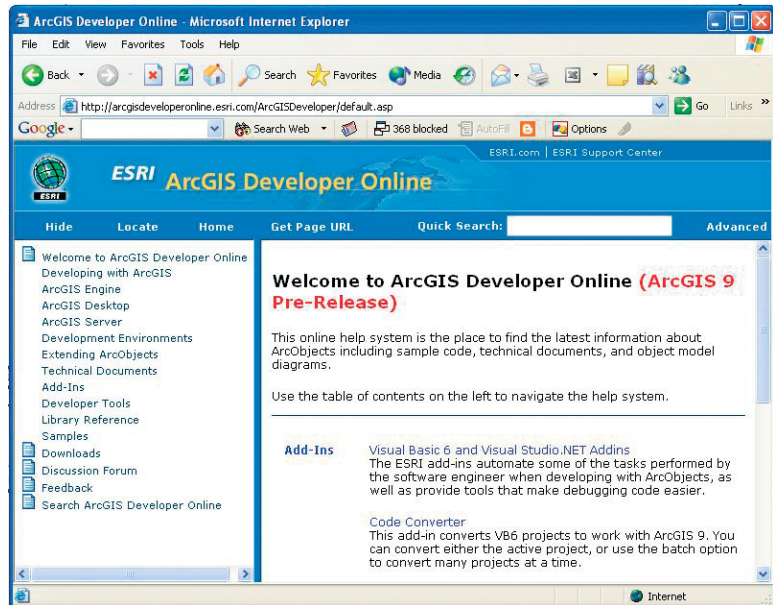 ArcGIS Developer Online - Microsoft Internet Explorer
File Edit View Favorites Tools Help
Back Search Favorites Media
Address http://arcgisdeveloperonline.esri.com/ArcGISDeveloper/default.asp Go Links »
Google Search Web 368 blocked AutoFill Options
ESRI.com | ESRI Support Center
ESRI
ESRI ArcGIS Developer Online
Hide Locate Home Get Page URL Quick Search: Advanced
Welcome to ArcGIS Developer Online
Developing with ArcGIS
ArcGIS Engine
ArcGIS Desktop
ArcGIS Server
Development Environments
Extending ArcObjects
Technical Documents
Add-Ins
Developer Tools
Library Reference
Samples
Downloads
Discussion Forum
Feedback
Search ArcGIS Developer Online
Welcome to ArcGIS Developer Online (ArcGIS 9
Pre-Release)
This online help system is the place to find the latest information about
ArcObjects including sample code, technical documents, and object model
diagrams.
Use the table of contents on the left to navigate the help system.
Add-Ins Visual Basic 6 and Visual Studio.NET Addins
The ESRI add-ins automate some of the tasks performed by
the software engineer when developing with ArcObjects, as
well as provide tools that make debugging code easier.
Code Converter
This add-in converts VB6 projects to work with ArcGIS 9. You
can convert either the active project, or use the batch option
to convert many projects at a time.
Internet